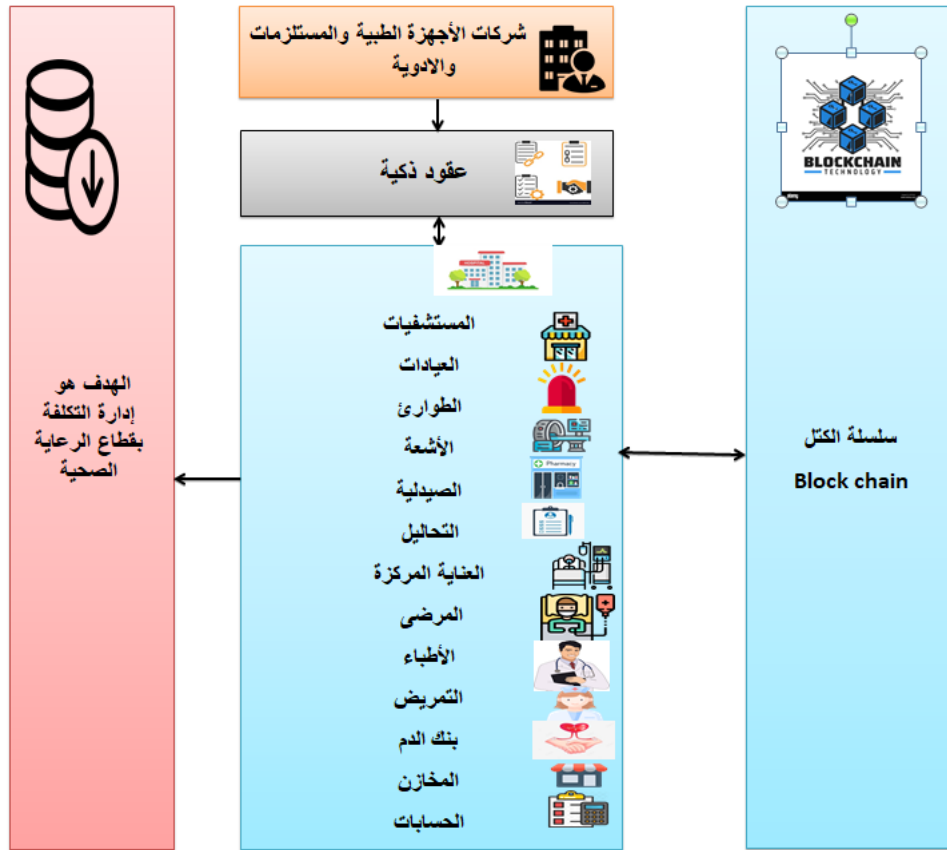 شركات الأجهزة الطبية والمستلزمات
والادوية
عقود ذكية
BLOCKCHAIN
TECHNOLOGY
سلسلة الكتل
Block chain
HOSPITAL
المستشفيات
العيادات
الطوارئ
الأشعة
Pharmacy
الصيدلية
التحاليل
العناية المركزة
المرضى
الأطباء
التمريض
بنك الدم
المخازن
الحسابات
الهدف هو
إدارة التكلفة
بقطاع الرعاية
الصحية